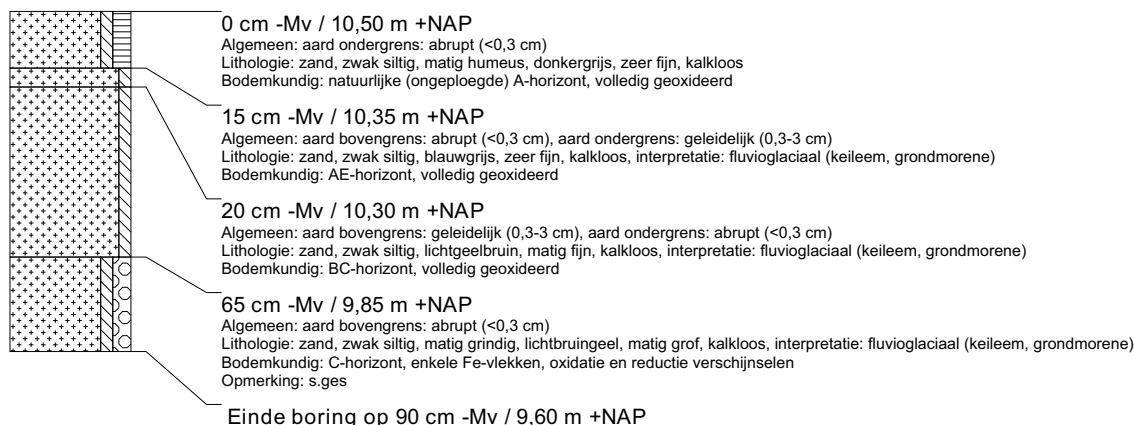 0 cm -Mv / 10,50 m +NAP
Algemeen: aard ondergrens: abrupt (<0,3 cm)
Lithologie: zand, zwak siltig, matig humeus, donkergrijs, zeer fijn, kalkloos
Bodemkundig: natuurlijke (ongeploegde) A-horizont, volledig geoxideerd
15 cm -Mv / 10,35 m +NAP
Algemeen: aard bovengrens: abrupt (<0,3 cm), aard ondergrens: geleidelijk (0,3-3 cm)
Lithologie: zand, zwak siltig, blauwgrijs, zeer fijn, kalkloos, interpretatie: fluvioglaciaal (keileem, grondmorene)
Bodemkundig: AE-horizont, volledig geoxideerd
20 cm -Mv / 10,30 m +NAP
Algemeen: aard bovengrens: geleidelijk (0,3-3 cm), aard ondergrens: abrupt (<0,3 cm)
Lithologie: zand, zwak siltig, lichtgeelbruin, matig fijn, kalkloos, interpretatie: fluvioglaciaal (keileem, grondmorene)
Bodemkundig: BC-horizont, volledig geoxideerd
65 cm -Mv / 9,85 m +NAP
Algemeen: aard bovengrens: abrupt (<0,3 cm)
Lithologie: zand, zwak siltig, matig grindig, lichtbruingeel, matig grof, kalkloos, interpretatie: fluvioglaciaal (keileem, grondmorene)
Bodemkundig: C-horizont, enkele Fe-vlekken, oxidatie en reductie verschijnselen
Opmerking: s.ges
Einde boring op 90 cm -Mv / 9,60 m +NAP